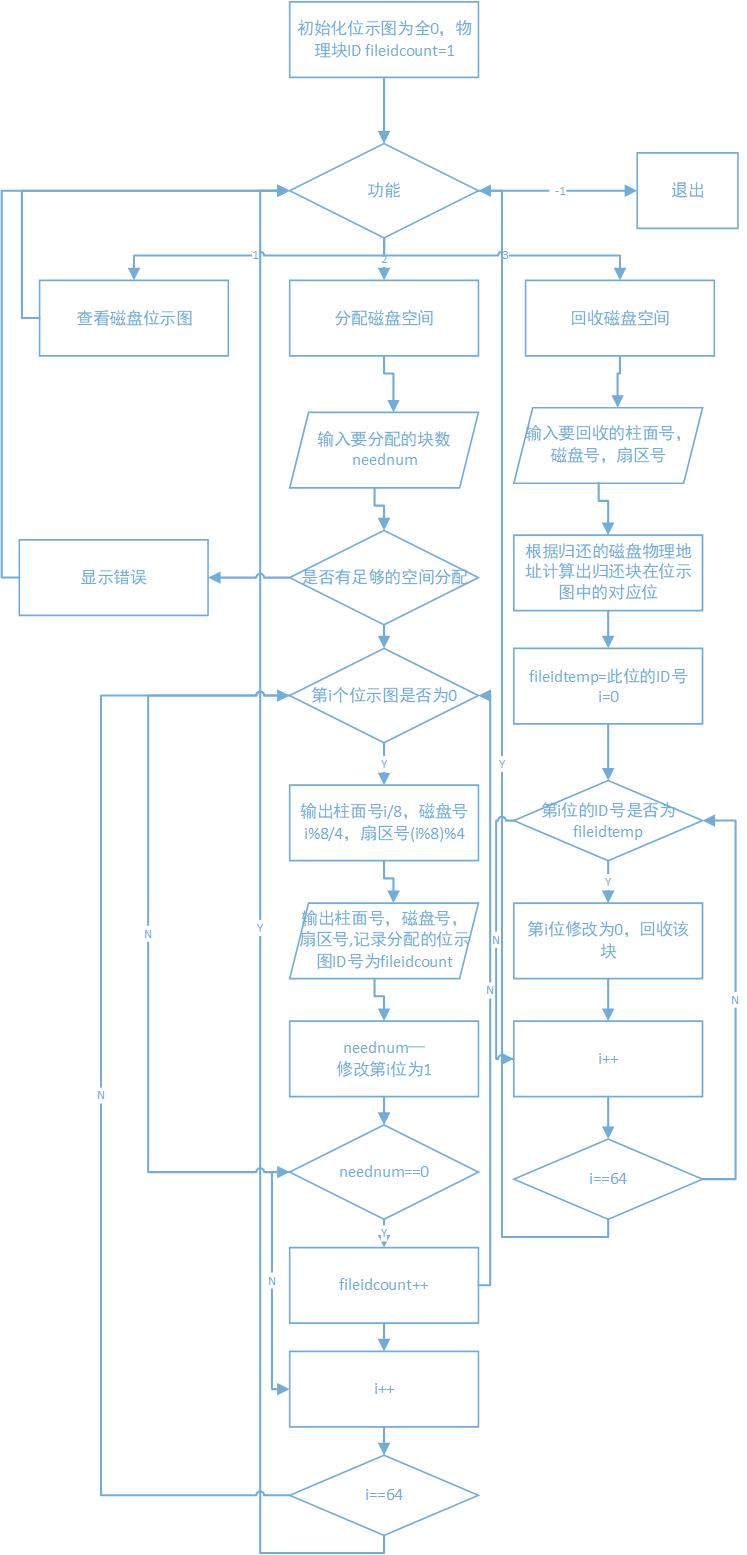 初始化位示图为全0，物
理块ID fileidcount=1
功能
-1
退出
1
2
3
查看磁盘位示图
分配磁盘空间
回收磁盘空间
输入要分配的块数
neednum
输入要回收的柱面号，
磁盘号，扇区号
显示错误
是否有足够的空间分配
根据归还的磁盘物理地
址计算出归还块在位示
图中的对应位
第i个位示图是否为0
fileidtemp=此位的ID号
i=0
Y
Y
输出柱面号i/8，磁盘号
i%8/4，扇区号(i%8)%4
第i位的ID号是否为
fileidtemp
Y
输出柱面号，磁盘号，
扇区号,记录分配的位示
图ID号为fileidcount
第i位修改为0，回收该
块
N
Y
N
N
N
neednum—
修改第i位为1
i++
N
neednum==0
i==64
Y
N
fileidcount++
i++
i==64